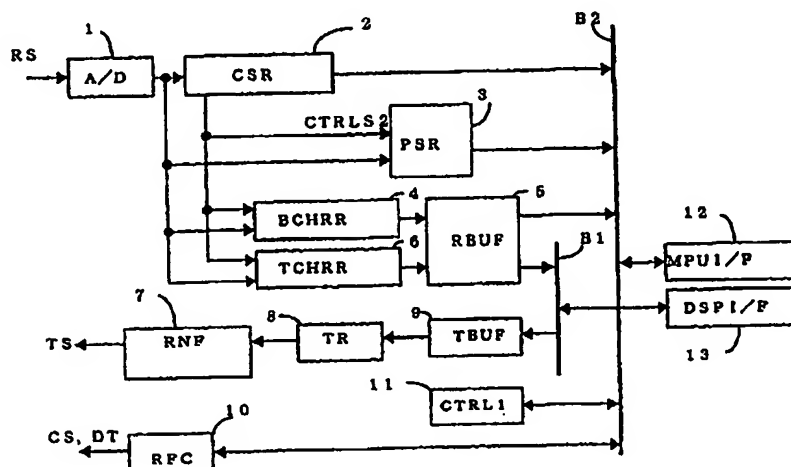 B2
1
2
RS
A/D
CSR
3
CTRLS2
PSR
4
5
BCHRR
RBUF
6
B1
12
TCHRR
MPUI/F
7
8
9
DSPI/F
TS
RNF
TR
TBUF
13
11
CTRL1
10
CS, DT
RFC